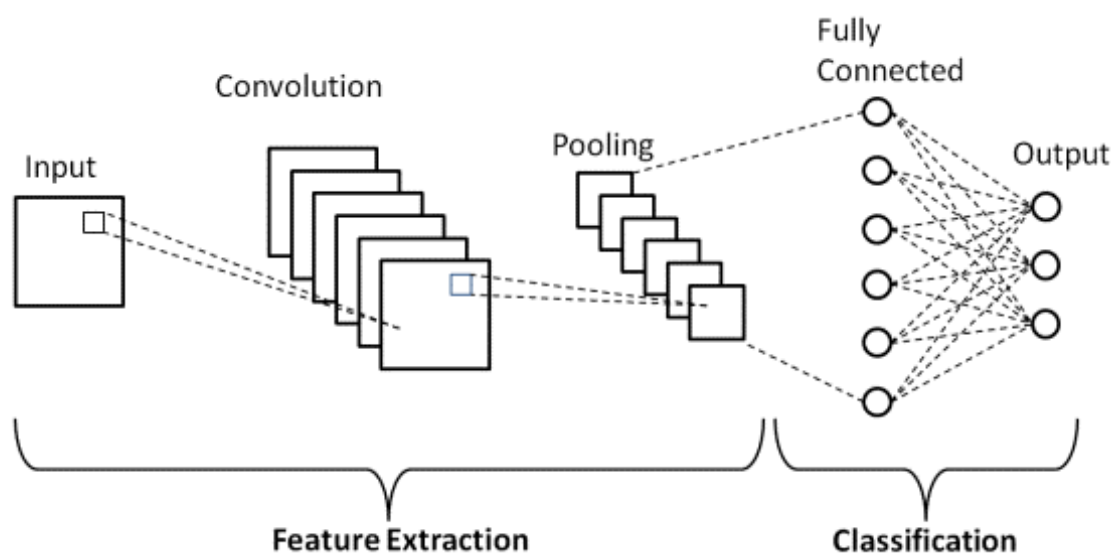 Input
Convolution
Pooling
Fully
Connected
Output
Feature Extraction
Classification